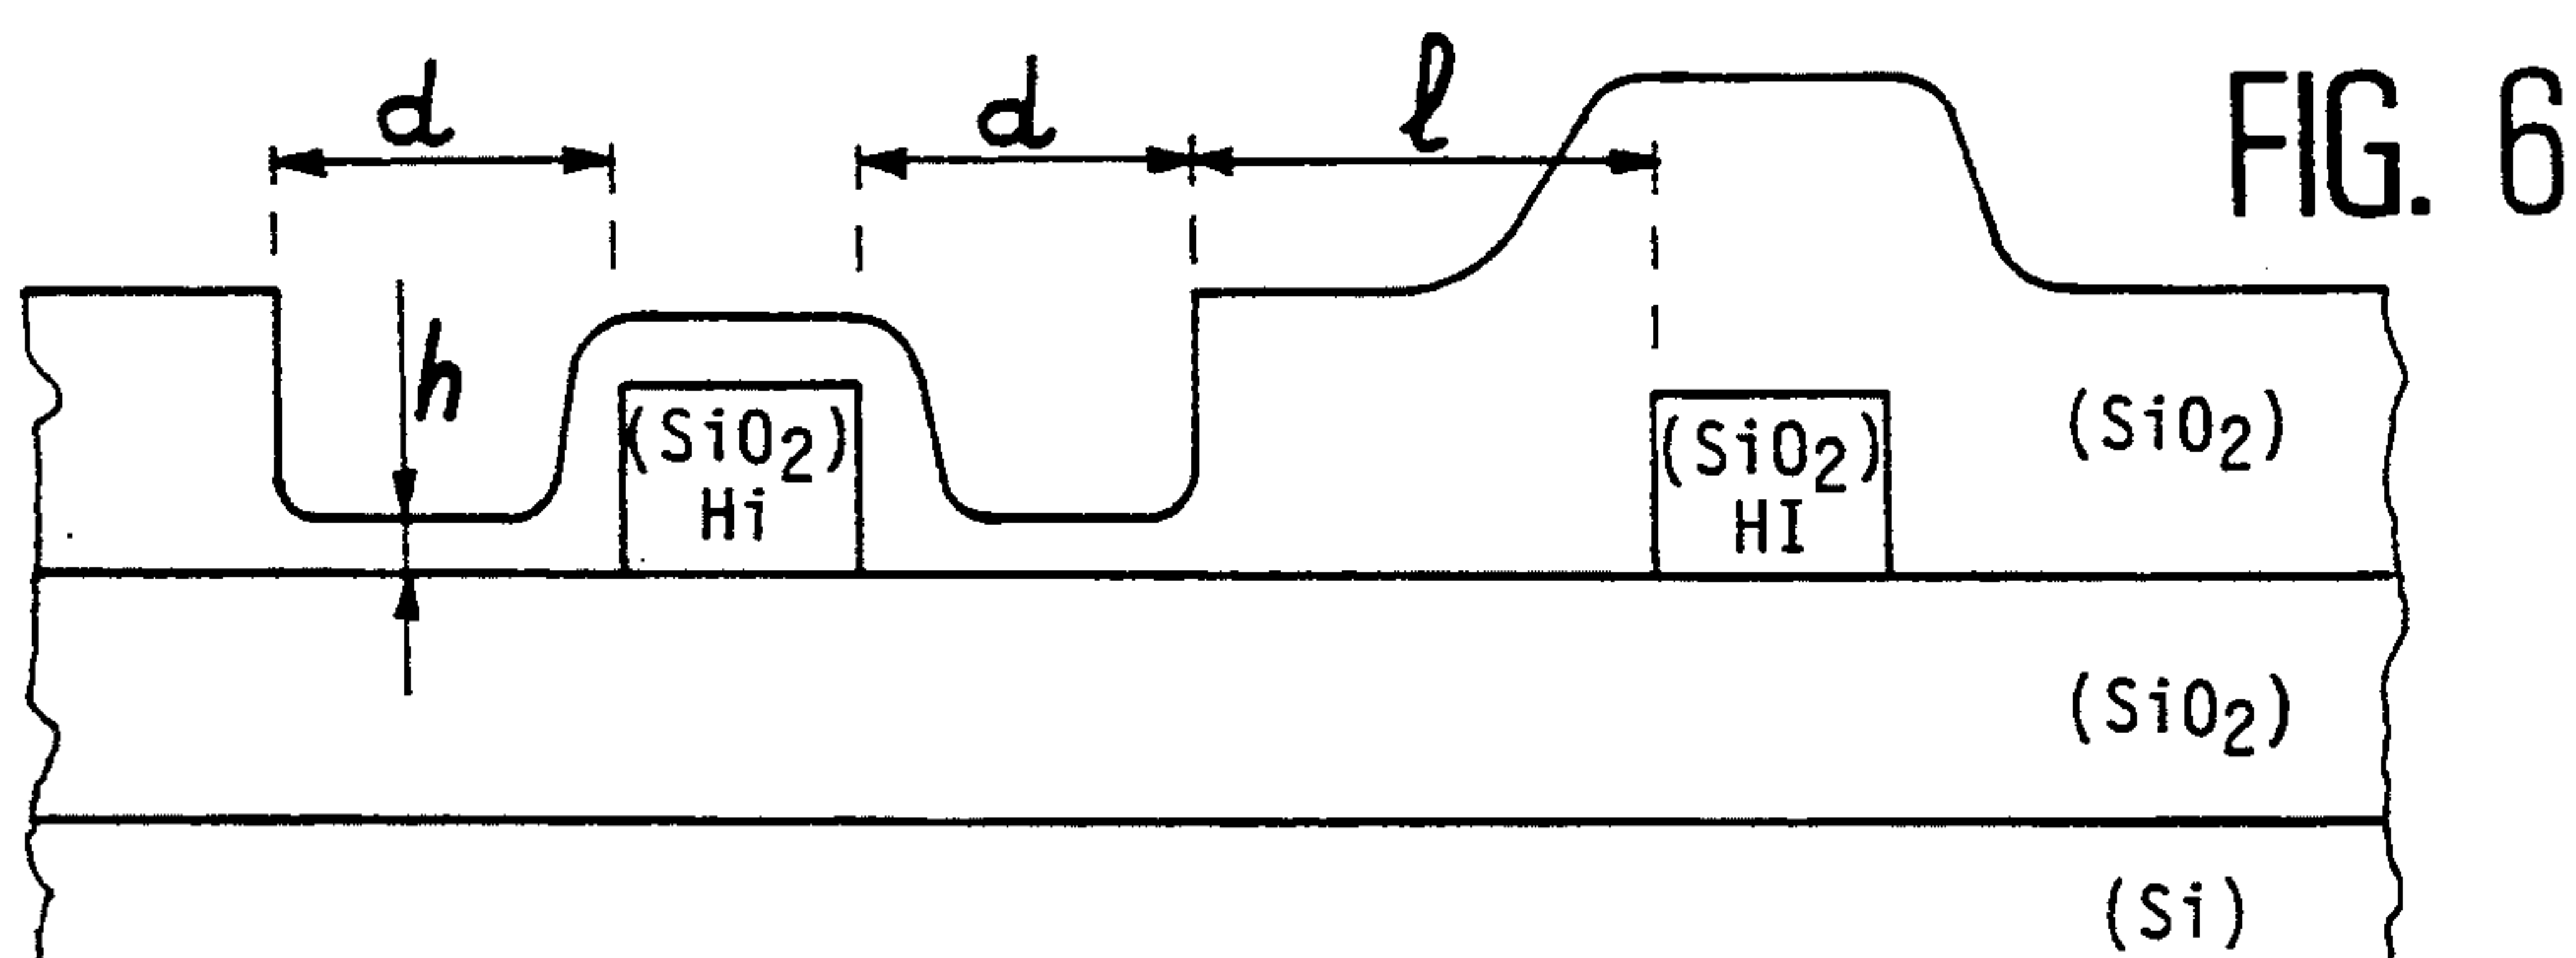 d
d
ℓ
FIG. 6
h
(SiO₂)
Hi
(SiO₂)
HI
(SiO₂)
(SiO₂)
(Si)